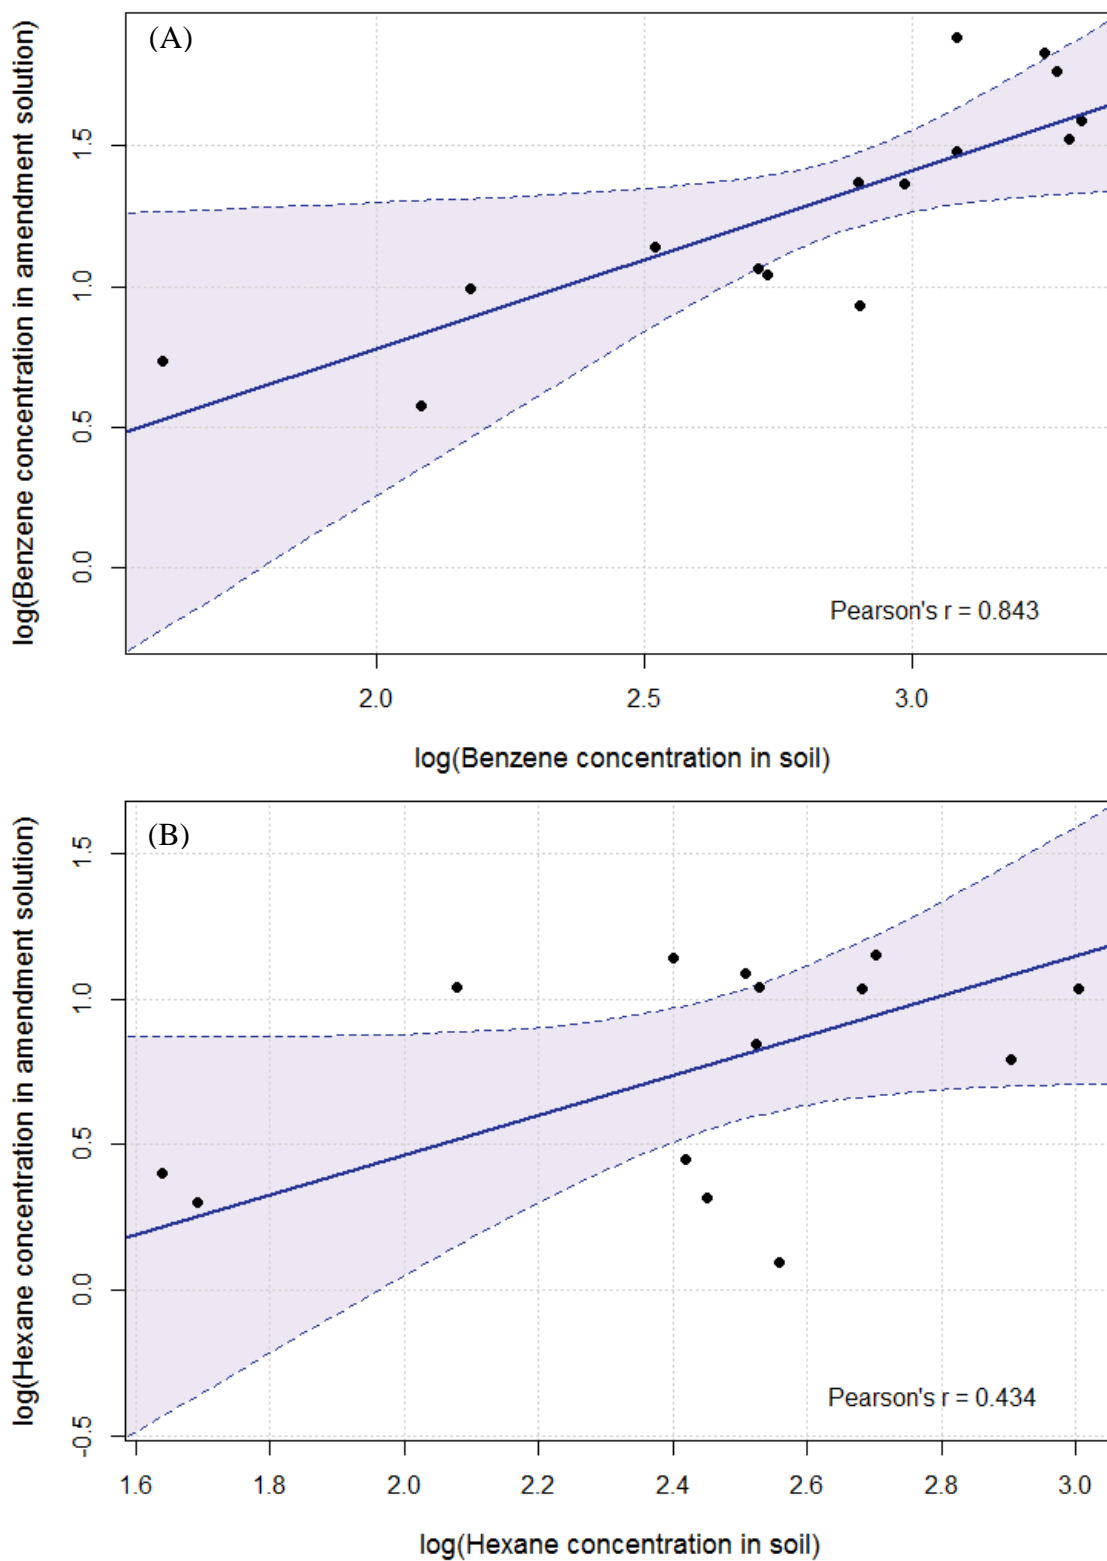 (A)
log(Benzene concentration in amendment solution)
1.5
1.0
0.5
0.0
Pearson's r = 0.843
2.0 2.5 3.0
log(Benzene concentration in soil)
(B)
log(Hexane concentration in amendment solution)
1.5
1.0
0.5
0.0
-0.5
Pearson's r = 0.434
1.6 1.8 2.0 2.2 2.4 2.6 2.8 3.0
log(Hexane concentration in soil)